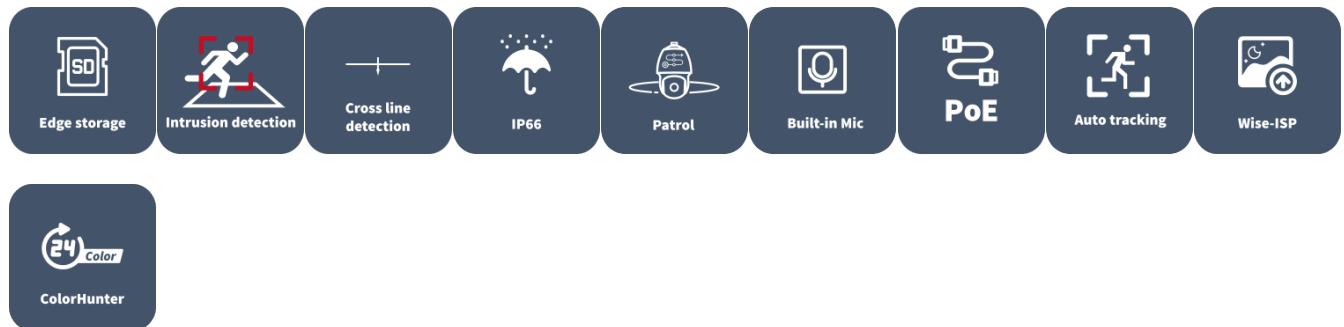 SD
Edge storage
Intrusion detection
Cross line
detection
IP66
Patrol
Built-in Mic
PoE
Auto tracking
Wise-ISP
24 Color
ColorHunter